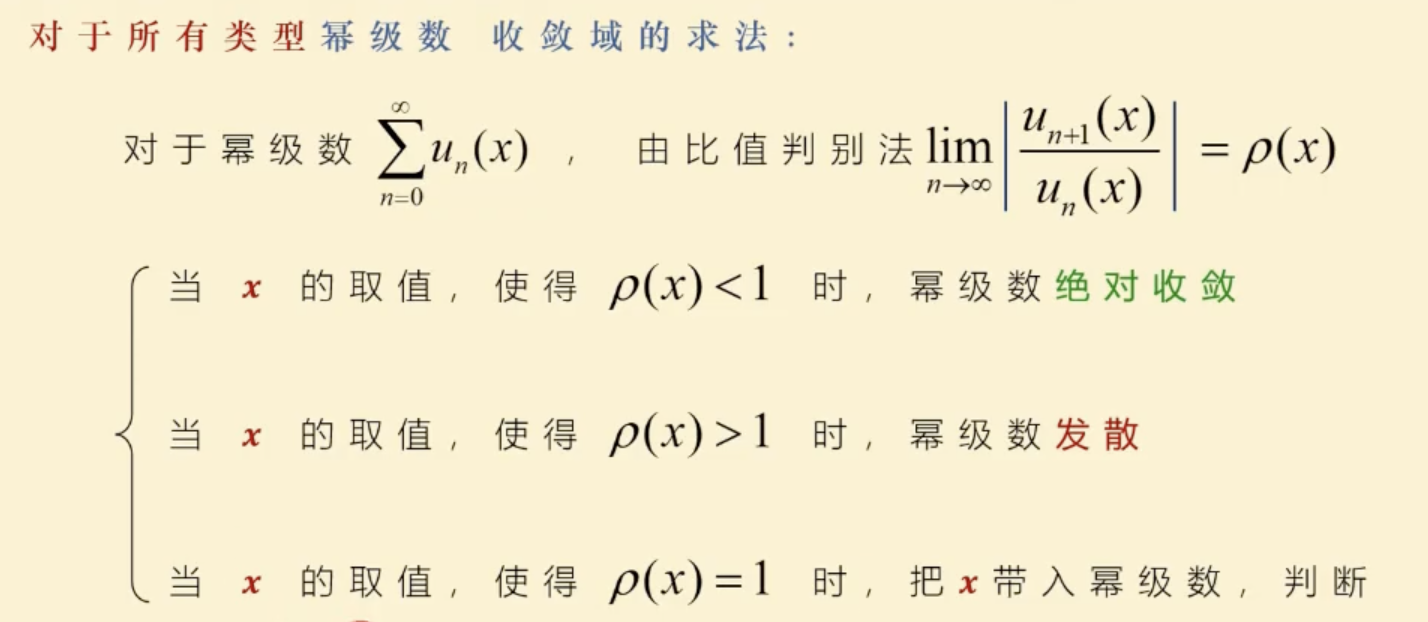 对于所有类型幂级数 收敛域的求法：
对于幂级数 $\sum_{n=0}^{\infty} u_n(x)$ ， 由比值判别法 $\lim_{n\to\infty} \left| \frac{u_{n+1}(x)}{u_n(x)} \right| = \rho(x)$
当 x 的取值，使得 $\rho(x)<1$ 时，幂级数绝对收敛
当 x 的取值，使得 $\rho(x)>1$ 时，幂级数发散
当 x 的取值，使得 $\rho(x)=1$ 时，把x带入幂级数，判断